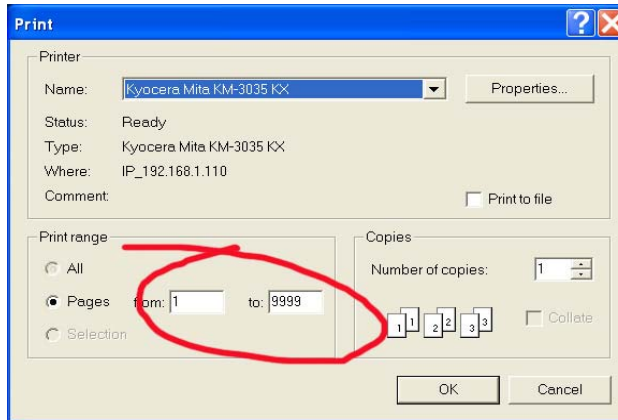 Print
Printer
Name: Kyocera Mita KM-3035 KX Properties...
Status: Ready
Type: Kyocera Mita KM-3035 KX
Where: IP_192.168.1.110
Comment:
Print to file
Print range
All
Pages from: 1 to: 9999
Selection
Copies
Number of copies: 1
1 1 2 2 3 3
Collate
OK Cancel